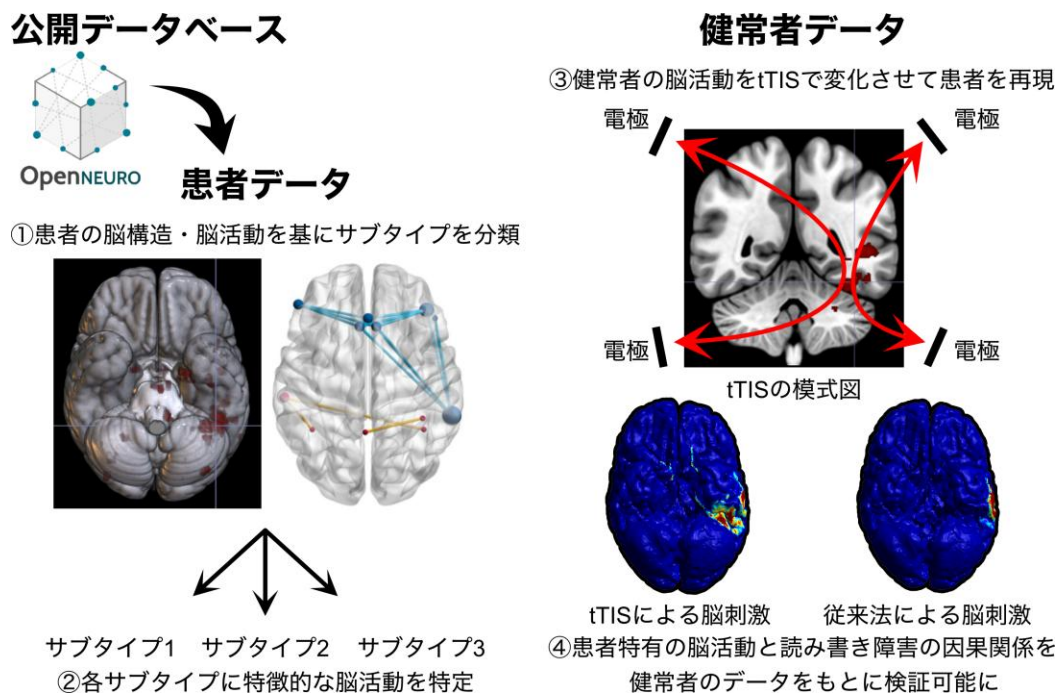 公開データベース
OpenNEURO
患者データ
①患者の脳構造・脳活動を基にサブタイプを分類
サブタイプ1 サブタイプ2 サブタイプ3
②各サブタイプに特徴的な脳活動を特定
健常者データ
③健常者の脳活動をtTISで変化させて患者を再現
電極 電極
電極 電極
tTISの模式図
tTISによる脳刺激 従来法による脳刺激
④患者特有の脳活動と読み書き障害の因果関係を
健常者のデータをもとに検証可能に